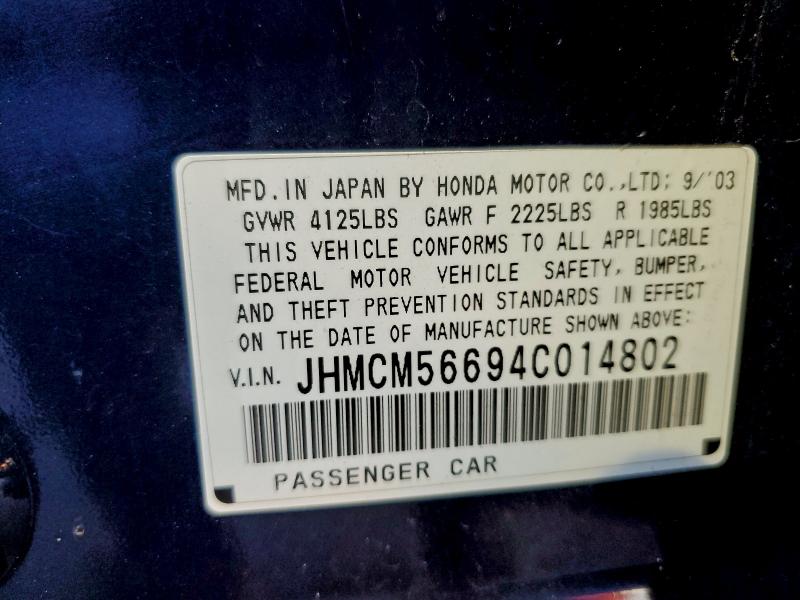 MFD. IN JAPAN BY HONDA MOTOR CO.,LTD; 9/'03
GVWR 4125LBS GAWR F 2225LBS R 1985LBS
THIS VEHICLE CONFORMS TO ALL APPLICABLE
FEDERAL MOTOR VEHICLE SAFETY, BUMPER,
AND THEFT PREVENTION STANDARDS IN EFFECT
ON THE DATE OF MANUFACTURE SHOWN ABOVE:
V.I.N. JHMCM56694C014802
PASSENGER CAR